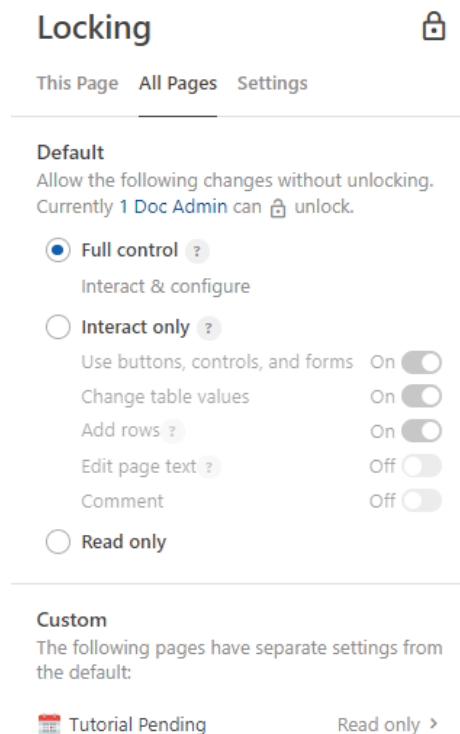 Locking
This Page All Pages Settings
Default
Allow the following changes without unlocking.
Currently 1 Doc Admin can unlock.
Full control ?
Interact & configure
Interact only ?
Use buttons, controls, and forms On
Change table values On
Add rows ? On
Edit page text ? Off
Comment Off
Read only
Custom
The following pages have separate settings from
the default:
Tutorial Pending Read only >